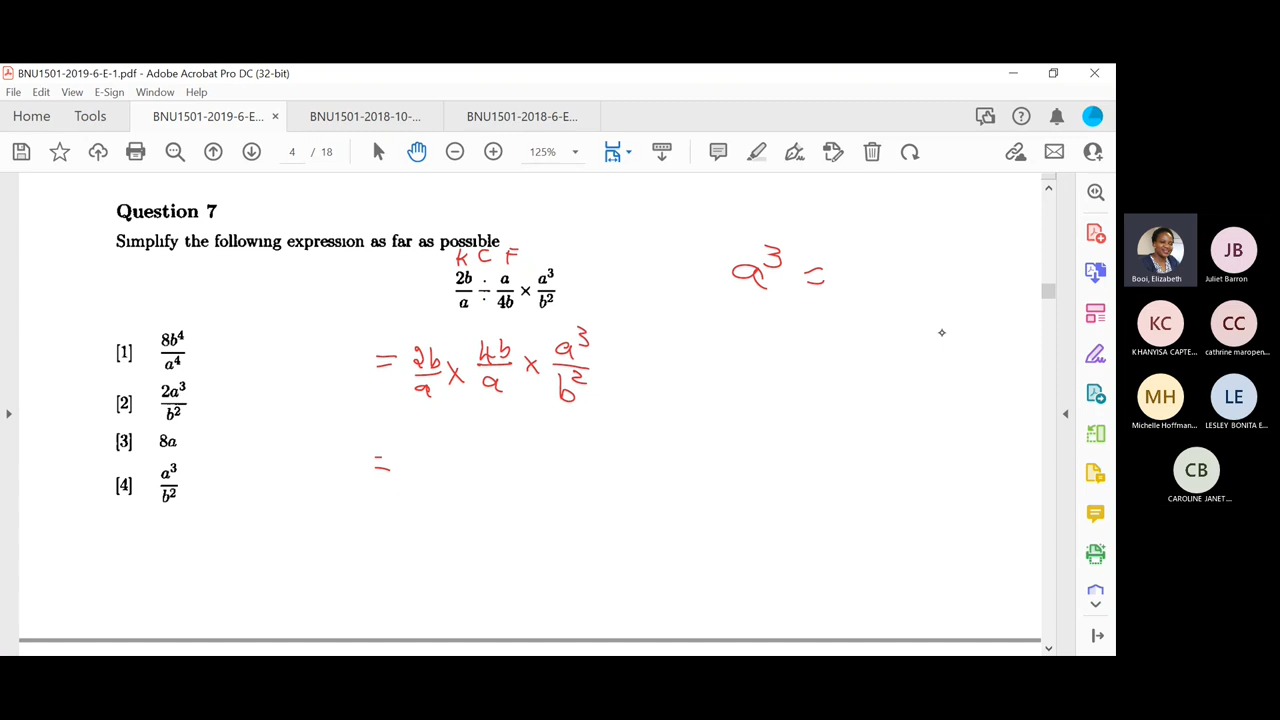 BNU1501-2019-6-E-1.pdf - Adobe Acrobat Pro DC (32-bit)
File Edit View E-Sign Window Help
Home Tools BNU1501-2019-6-E... × BNU1501-2018-10-... BNU1501-2018-6-E...
4 / 18 125%
Question 7
Simplify the following expression as far as possible
K C F
2b/a ÷ a/4b × a³/b²
a³ =
= 2b/a × 4b/a × a³/b²
=
[1] 8b⁴/a⁴
[2] 2a³/b²
[3] 8a
[4] a³/b²
Booi, Elizabeth
JB
Juliet Barron
KC
KHANYISA CAPTE...
CC
cathrine maropen...
MH
Michelle Hoffman...
LE
LESLEY BONITA E...
CB
CAROLINE JANET...